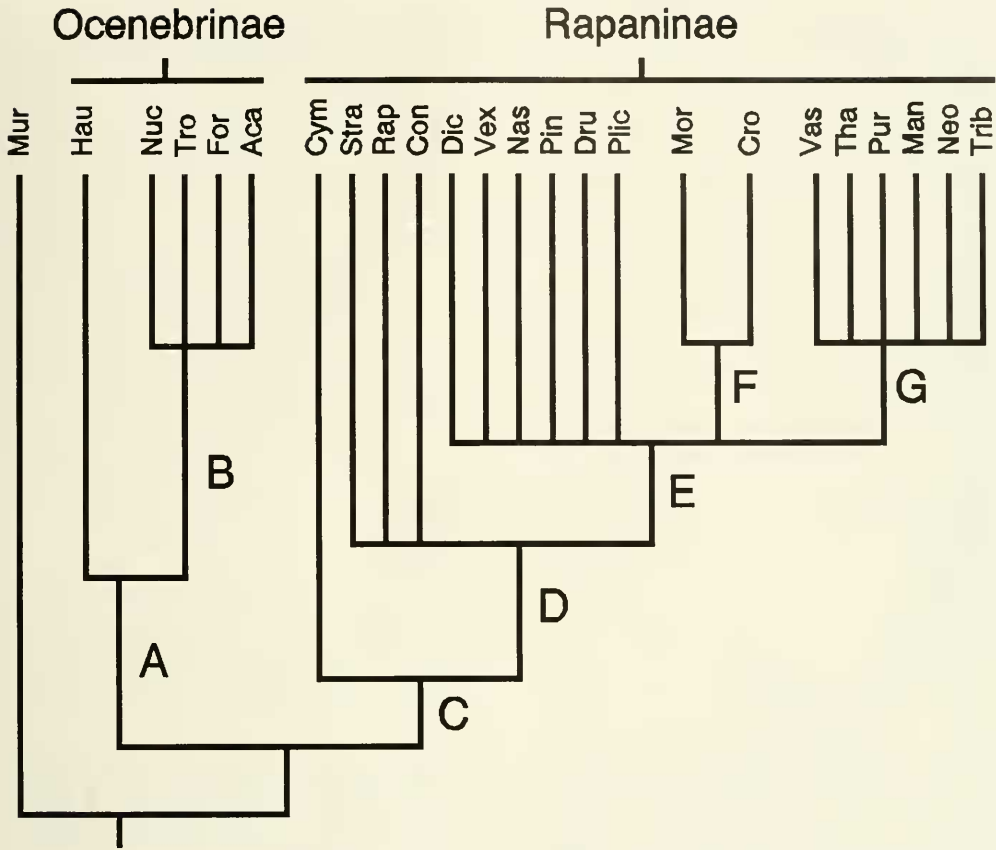 Ocenebrinae Rapaninae
Mur Hau Nuc Tro For Aca Cym Stra Rap Con Dic Vex Nas Pin Dru Plic Mor Cro Vas Tha Pur Man Neo Trib
F G
B E
D
A
C